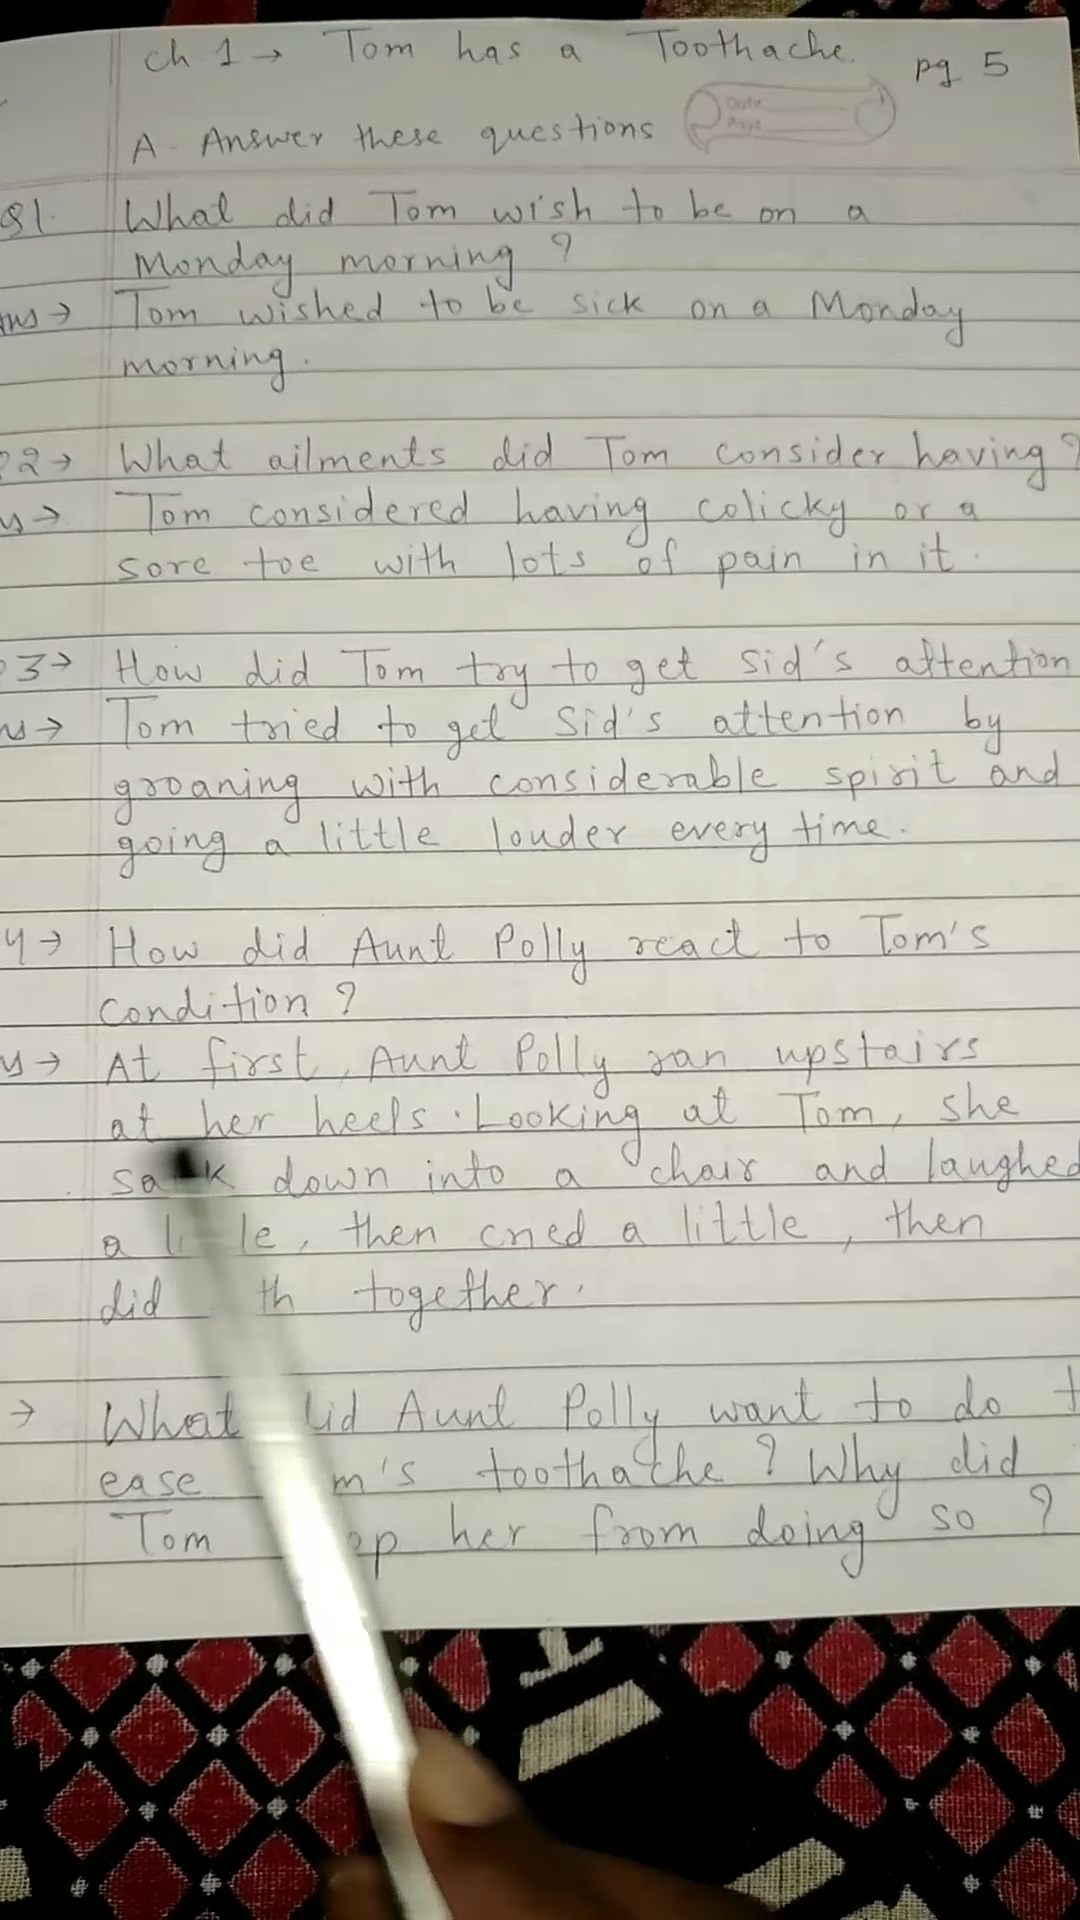 ch 1 → Tom has a Toothache. pg 5
Date
Page
A - Answer these questions
Q1. What did Tom wish to be on a
Monday morning ?
Ans → Tom wished to be sick on a Monday
morning.
2 → What ailments did Tom consider having ?
→ Tom considered having colicky or a
sore toe with lots of pain in it.
3 → How did Tom try to get Sid's attention
→ Tom tried to get Sid's attention by
groaning with considerable spirit and
going a little louder every time.
4 → How did Aunt Polly react to Tom's
condition ?
→ At first, Aunt Polly ran upstairs
at her heels. Looking at Tom, she
down into a chair and laughed
a then cried a little, then
did together.
→ What Aunt Polly want to do
ease toothache ? Why did
Tom her from doing so ?